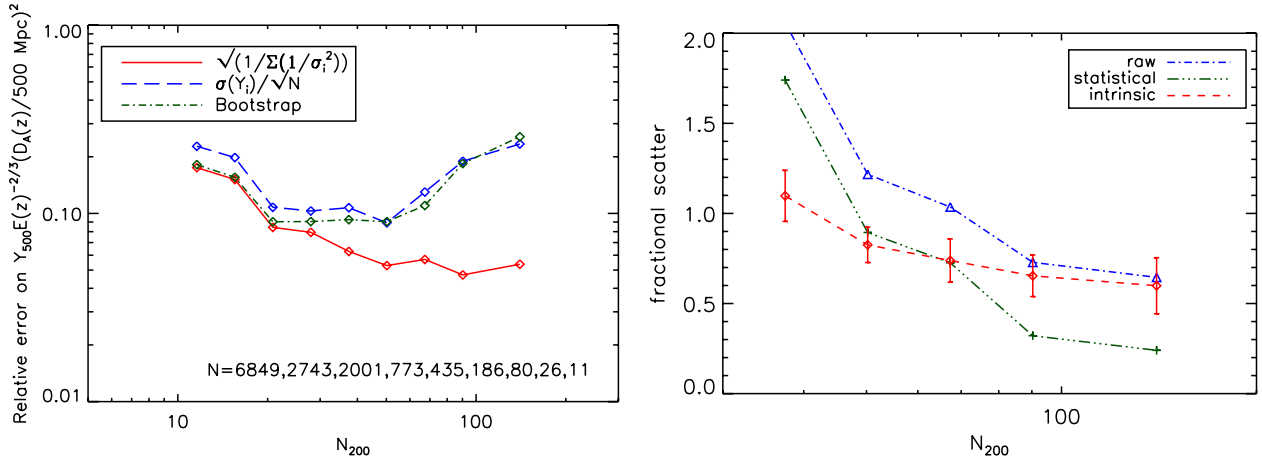 Relative error on Y₅₀₀E(z)⁻²/³(D_A(z)/500 Mpc)²
1.00
0.10
0.01
√(1/Σ(1/σᵢ²))
σ(Yᵢ)/√N
Bootstrap
N=6849,2743,2001,773,435,186,80,26,11
10
100
N₂₀₀
fractional scatter
2.0
1.5
1.0
0.5
0.0
raw
statistical
intrinsic
100
N₂₀₀